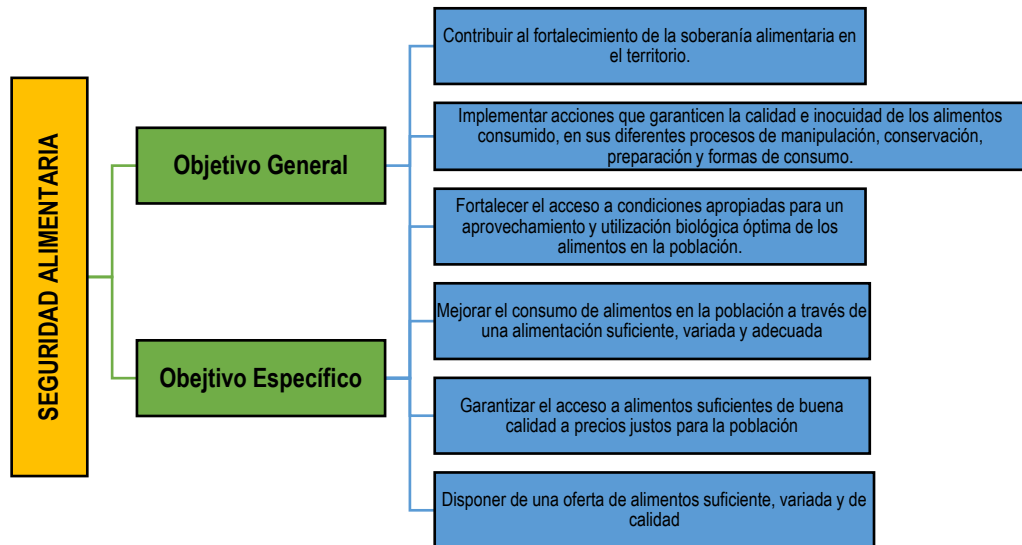 SEGURIDAD ALIMENTARIA
Objetivo General
Obejtivo Específico
Contribuir al fortalecimiento de la soberanía alimentaria en
el territorio.
Implementar acciones que garanticen la calidad e inocuidad de los alimentos
consumido, en sus diferentes procesos de manipulación, conservación,
preparación y formas de consumo.
Fortalecer el acceso a condiciones apropiadas para un
aprovechamiento y utilización biológica óptima de los
alimentos en la población.
Mejorar el consumo de alimentos en la población a través de
una alimentación suficiente, variada y adecuada
Garantizar el acceso a alimentos suficientes de buena
calidad a precios justos para la población
Disponer de una oferta de alimentos suficiente, variada y de
calidad